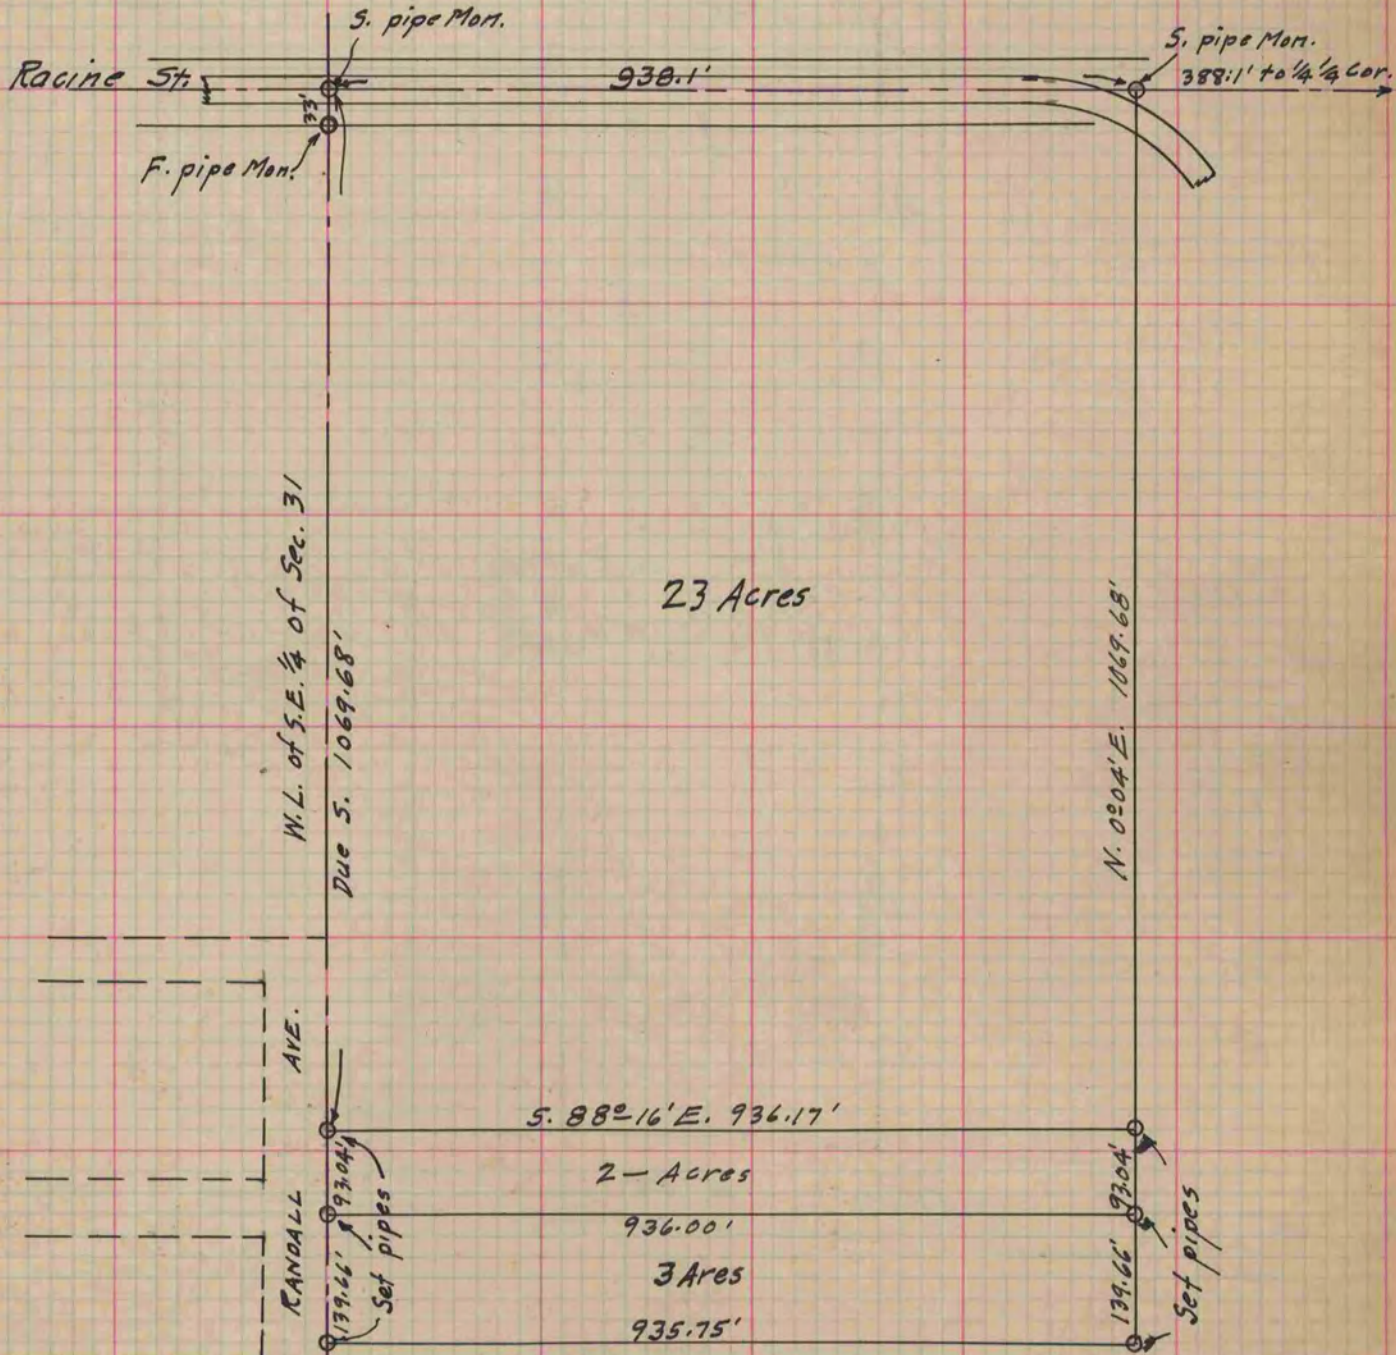 S. pipe Mon.
S. pipe Mon.
Racine St.
938.1'
388.1' to 1/4 1/4 Cor.
33'
F. pipe Mon.
W.L. of S.E. 1/4 of Sec. 31
Due S. 1069.68'
23 Acres
N. 0°04'E. 1069.68'
RANDALL AVE.
S. 88°-16'E. 936.17'
93.04'
2- Acres
93.04'
936.00'
Set pipes
Set pipes
139.66'
3 Ares
139.66'
935.75'